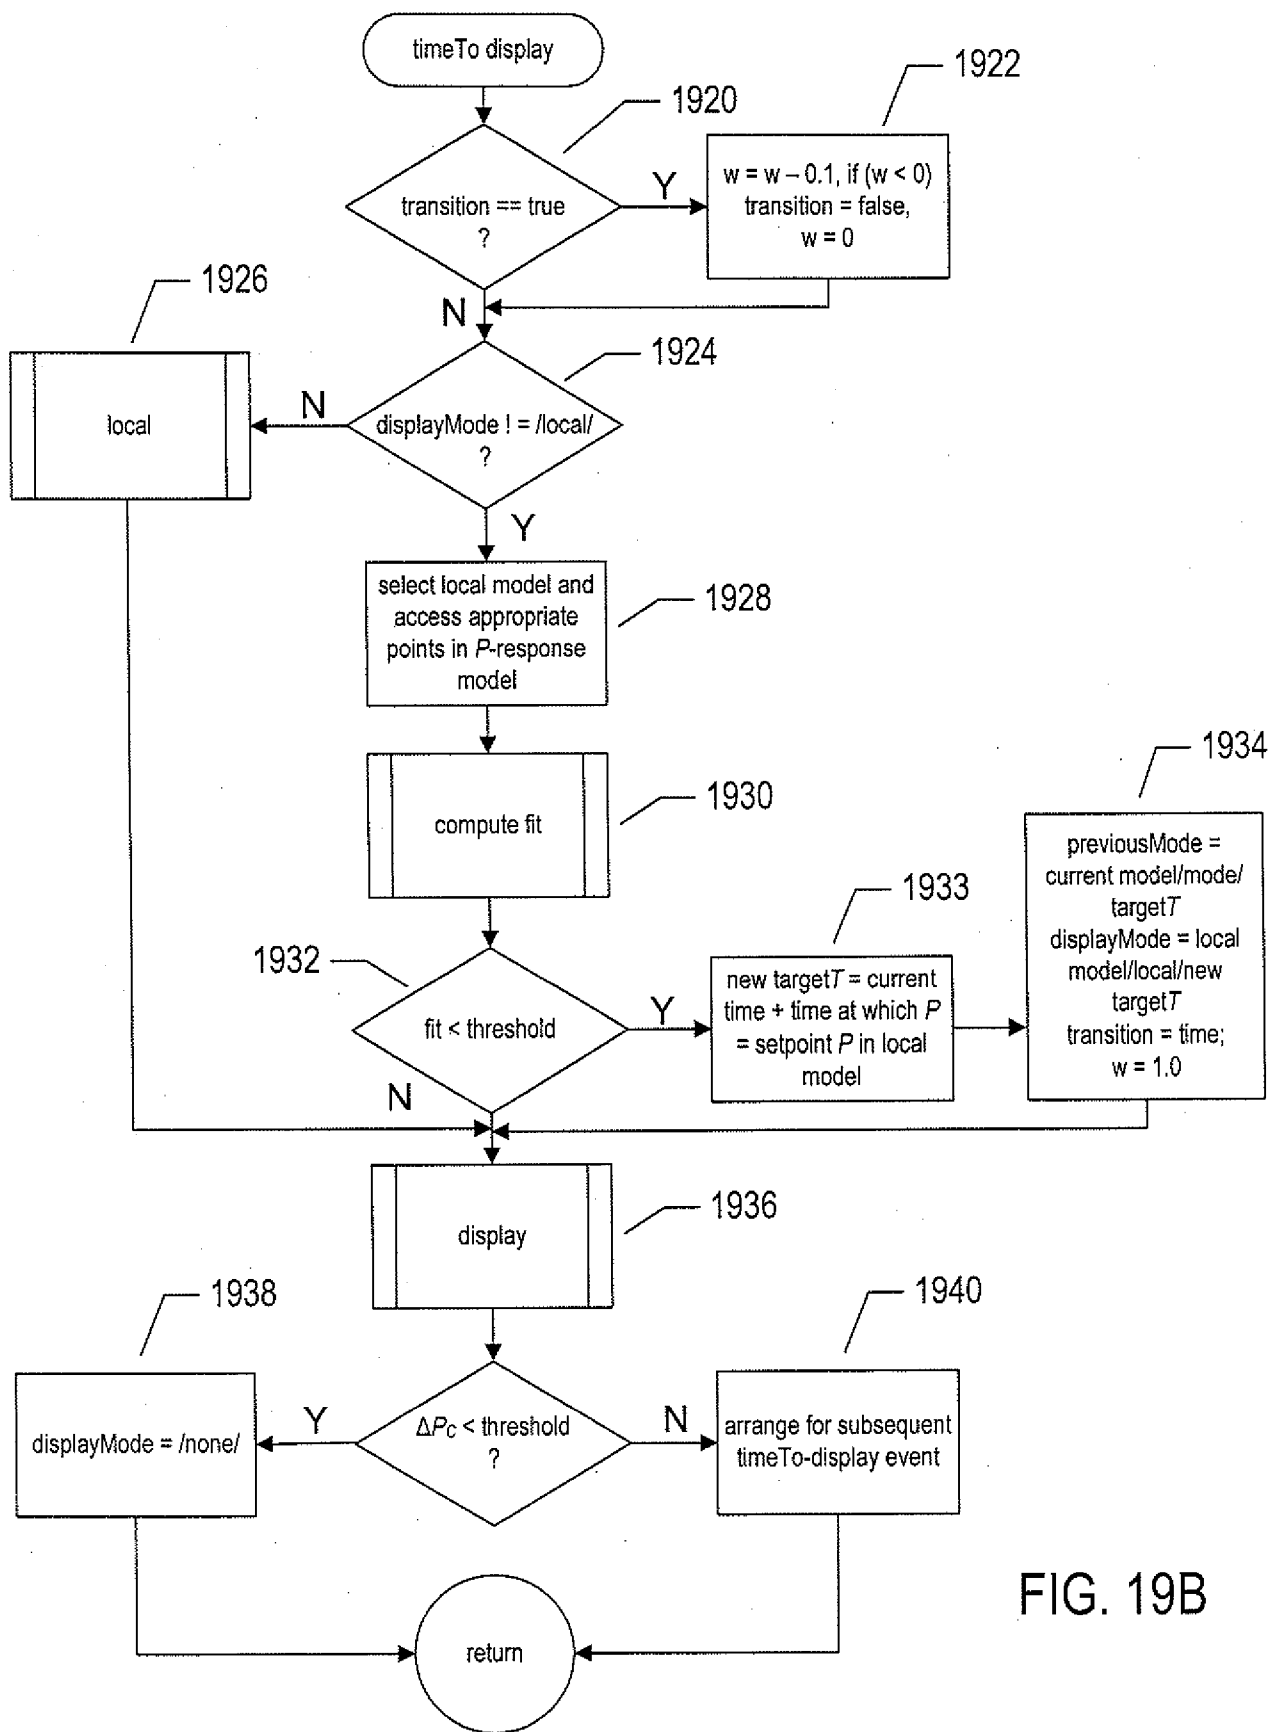 timeTo display
1920
1922
transition == true
?
Y
w = w – 0.1, if (w < 0)
transition = false,
w = 0
N
1926
1924
local
N
displayMode ! = /local/
?
Y
select local model and
access appropriate
points in P-response
model
1928
compute fit
1930
1934
previousMode =
current model/mode/
targetT
displayMode = local
model/local/new
targetT
transition = time;
w = 1.0
1933
1932
fit < threshold
Y
new targetT = current
time + time at which P
= setpoint P in local
model
N
display
1936
1938
1940
displayMode = /none/
Y
ΔPC < threshold
?
N
arrange for subsequent
timeTo-display event
return
FIG. 19B